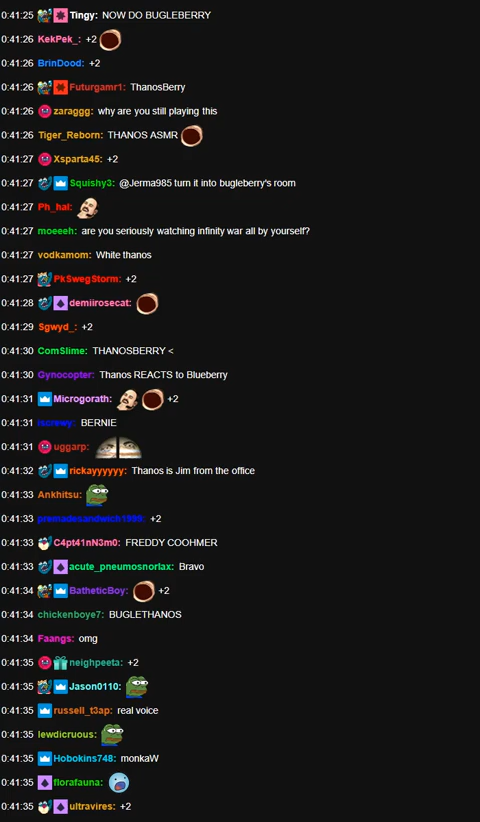 0:41:25 Tingy: NOW DO BUGLEBERRY
0:41:26 KekPek_: +2
0:41:26 BrinDood: +2
0:41:26 Futurgamr1: ThanosBerry
0:41:26 zaraggg: why are you still playing this
0:41:26 Tiger_Reborn: THANOS ASMR
0:41:27 Xsparta45: +2
0:41:27 Squishy3: @Jerma985 turn it into bugleberry's room
0:41:27 Ph_hal:
0:41:27 moeeeh: are you seriously watching infinity war all by yourself?
0:41:27 vodkamom: White thanos
0:41:27 PkSwegStorm: +2
0:41:28 demiirosecat:
0:41:29 Sgwyd_: +2
0:41:30 ComSlime: THANOSBERRY <
0:41:30 Gynocopter: Thanos REACTS to Blueberry
0:41:31 Microgorath: +2
0:41:31 iscrewy: BERNIE
0:41:31 uggarp:
0:41:32 rickayyyyyy: Thanos is Jim from the office
0:41:33 Ankhitsu:
0:41:33 premadesandwich1999: +2
0:41:33 C4pt41nN3m0: FREDDY COOHMER
0:41:33 acute_pneumosnorlax: Bravo
0:41:34 BatheticBoy: +2
0:41:34 chickenboye7: BUGLETHANOS
0:41:34 Faangs: omg
0:41:35 neighpeeta: +2
0:41:35 Jason0110:
0:41:35 russell_t3ap: real voice
0:41:35 lewdicruous:
0:41:35 Hobokins748: monkaW
0:41:35 florafauna:
0:41:35 ultravires: +2